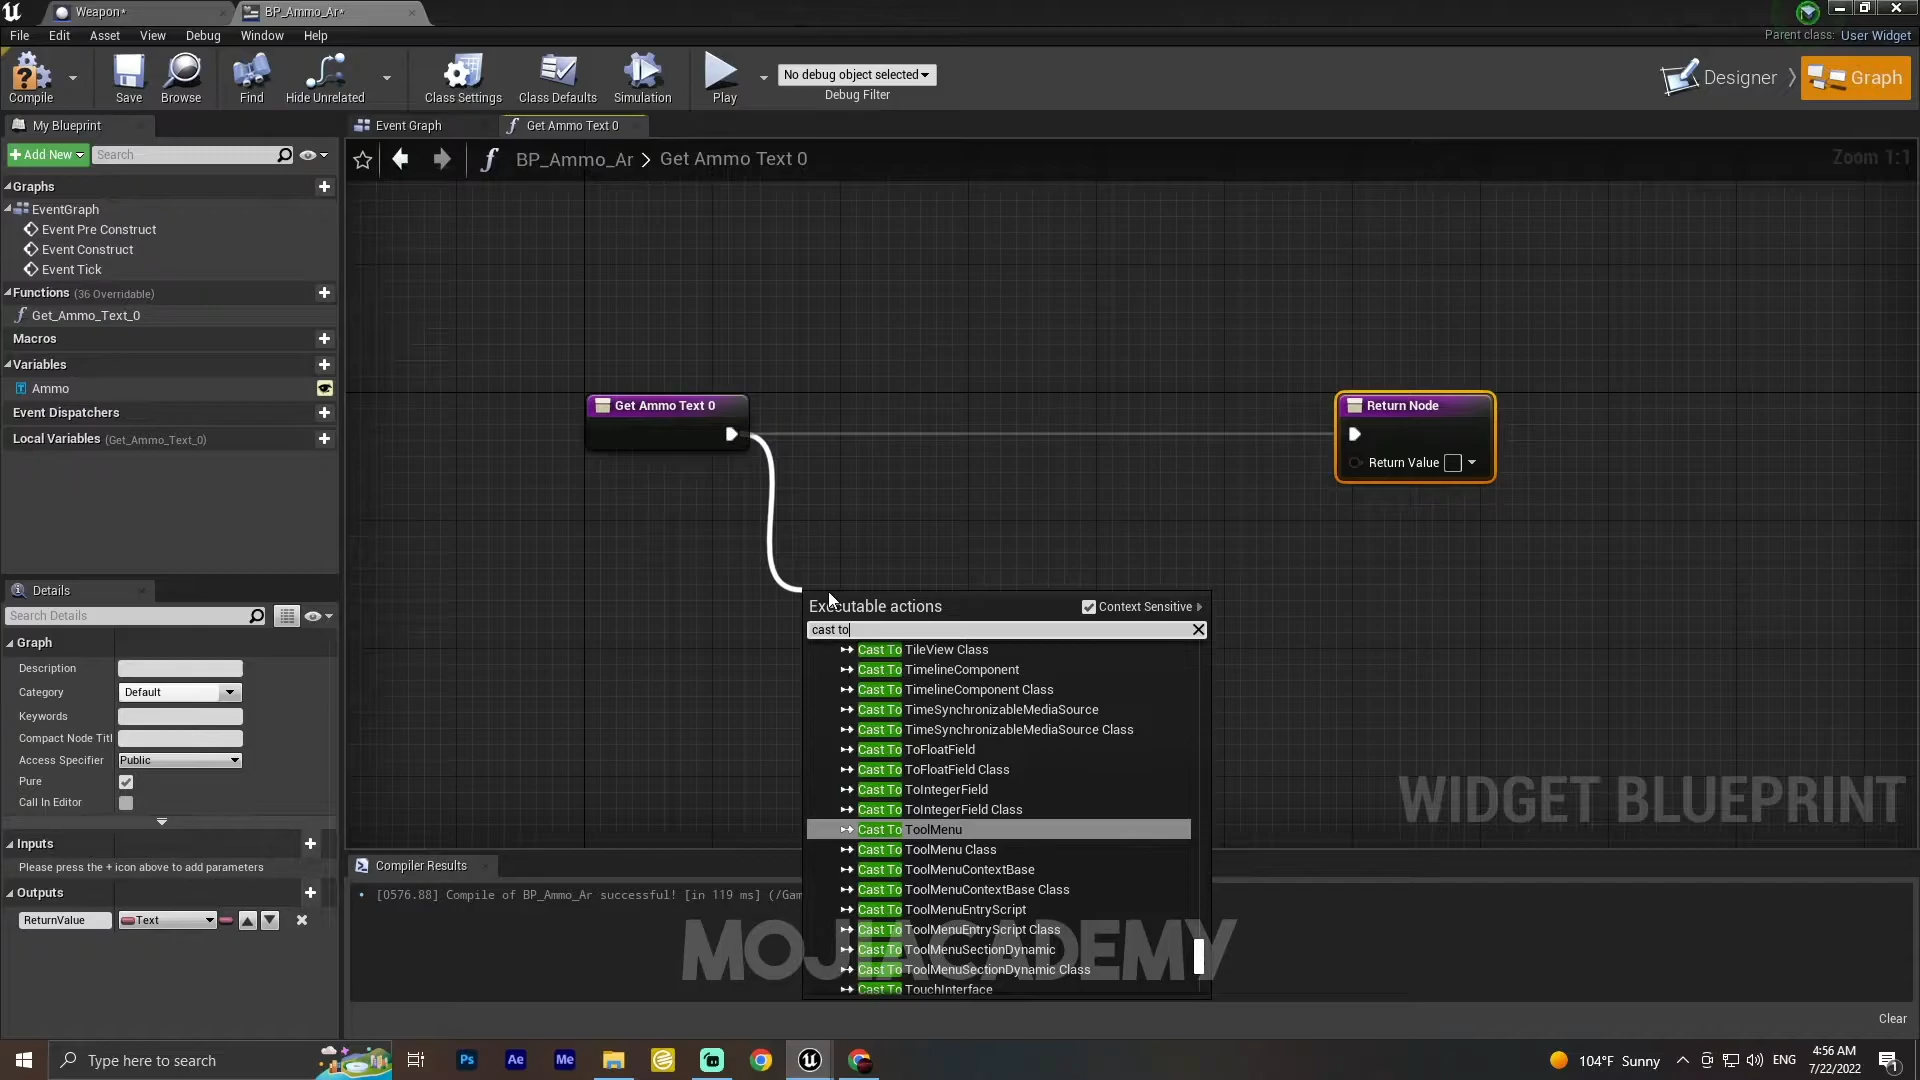 Weapon*
BP_Ammo_Ar*
File Edit Asset View Debug Window Help
Parent class: User Widget
Compile
Save
Browse
Find
Hide Unrelated
Class Settings
Class Defaults
Simulation
Play
No debug object selected
Debug Filter
Designer
Graph
My Blueprint
Event Graph
Get Ammo Text 0
Add New
Search
BP_Ammo_Ar > Get Ammo Text 0
Zoom 1:1
Graphs
EventGraph
Event Pre Construct
Event Construct
Event Tick
Functions (36 Overridable)
Get_Ammo_Text_0
Macros
Variables
Ammo
Event Dispatchers
Local Variables (Get_Ammo_Text_0)
Get Ammo Text 0
Return Node
Return Value
Details
Search Details
Graph
Description
Category Default
Keywords
Compact Node Titl
Access Specifier Public
Pure
Call In Editor
Inputs
Please press the + icon above to add parameters
Outputs
ReturnValue Text
Executable actions
Context Sensitive
cast to
Cast To TileView Class
Cast To TimelineComponent
Cast To TimelineComponent Class
Cast To TimeSynchronizableMediaSource
Cast To TimeSynchronizableMediaSource Class
Cast To ToFloatField
Cast To ToFloatField Class
Cast To ToIntegerField
Cast To ToIntegerField Class
Cast To ToolMenu
Cast To ToolMenu Class
Cast To ToolMenuContextBase
Cast To ToolMenuContextBase Class
Cast To ToolMenuEntryScript
Cast To ToolMenuEntryScript Class
Cast To ToolMenuSectionDynamic
Cast To ToolMenuSectionDynamic Class
Cast To TouchInterface
WIDGET BLUEPRINT
Compiler Results
[0576.88] Compile of BP_Ammo_Ar successful! [in 119 ms] (/Gam
MOJIACADEMY
Clear
Type here to search
Ps
Ae
Me
104°F Sunny
ENG
4:56 AM
7/22/2022
1